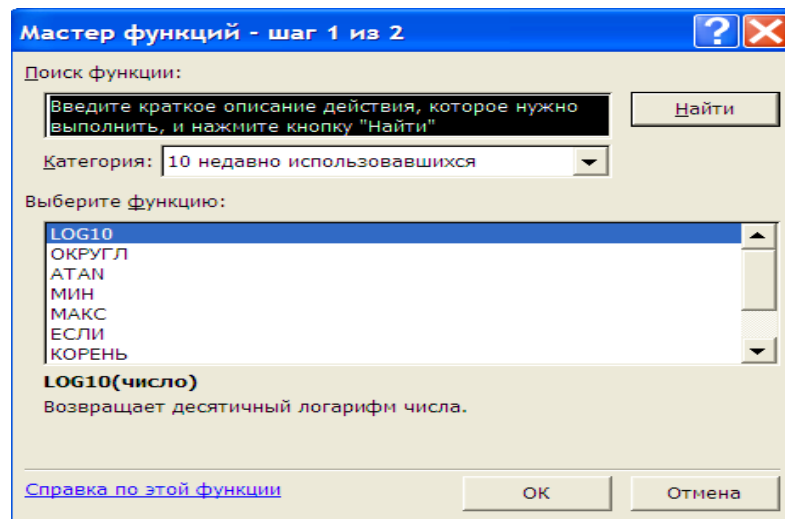 Мастер функций - шаг 1 из 2
Поиск функции:
Введите краткое описание действия, которое нужно
выполнить, и нажмите кнопку "Найти"
Найти
Категория: 10 недавно использовавшихся
Выберите функцию:
LOG10
ОКРУГЛ
ATAN
МИН
МАКС
ЕСЛИ
КОРЕНЬ
LOG10(число)
Возвращает десятичный логарифм числа.
Справка по этой функции
ОК
Отмена